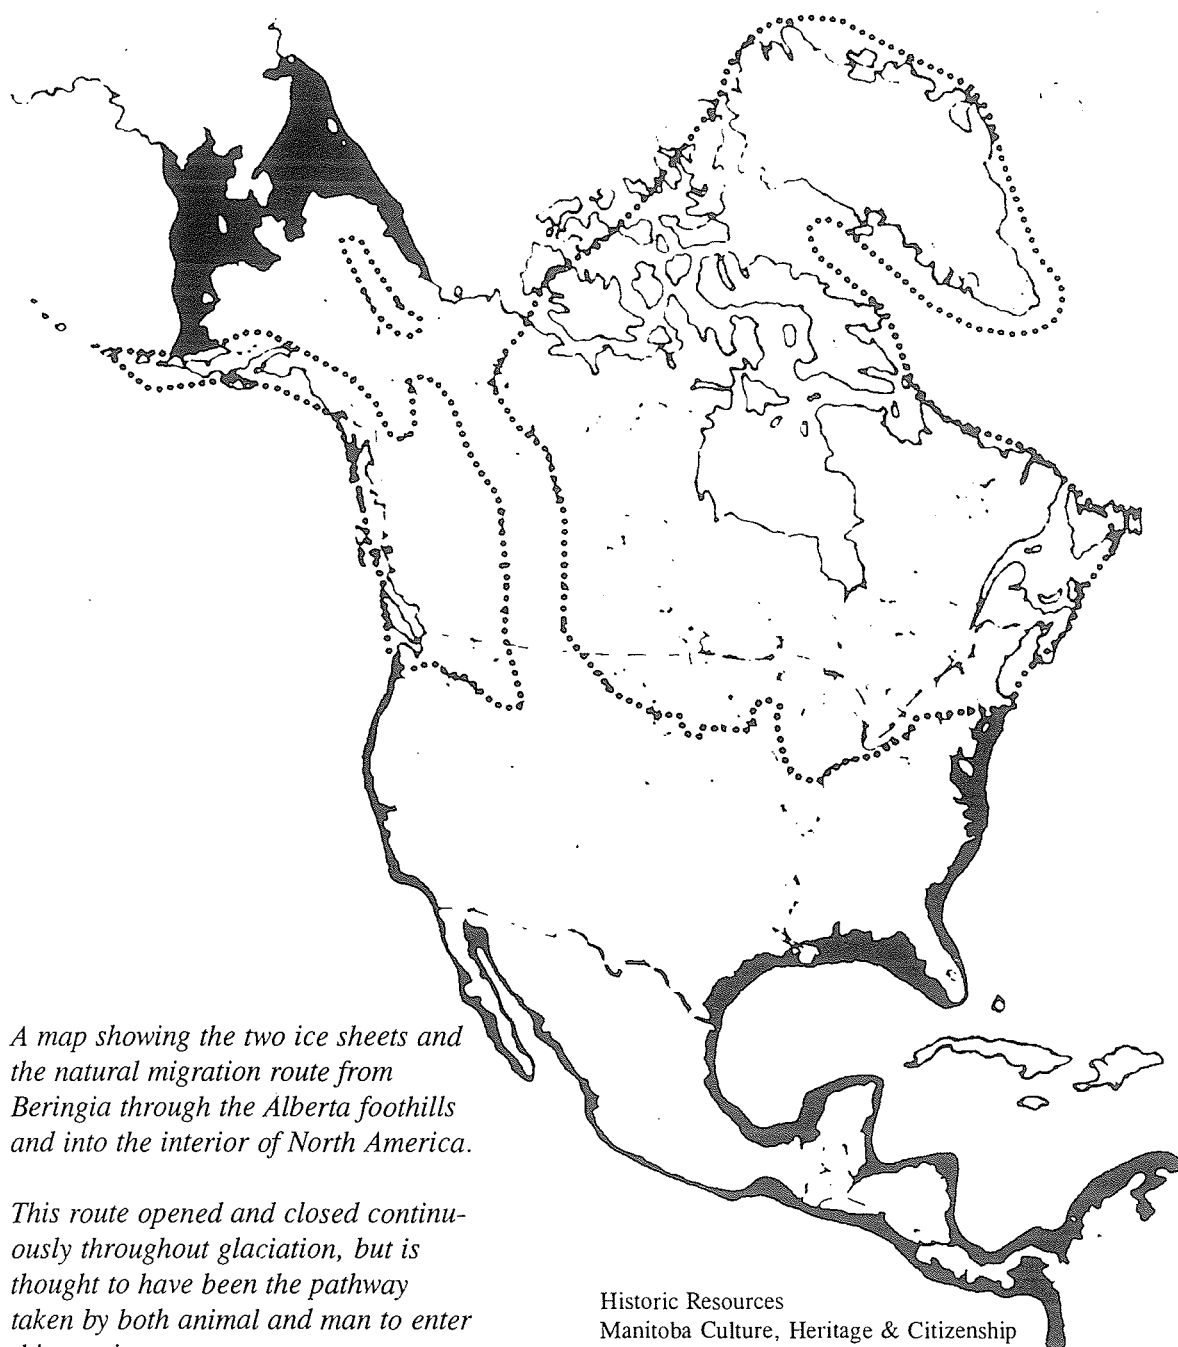 A map showing the two ice sheets and
the natural migration route from
Beringia through the Alberta foothills
and into the interior of North America.
This route opened and closed continu-
ously throughout glaciation, but is
thought to have been the pathway
taken by both animal and man to enter
Historic Resources
Manitoba Culture, Heritage & Citizenship